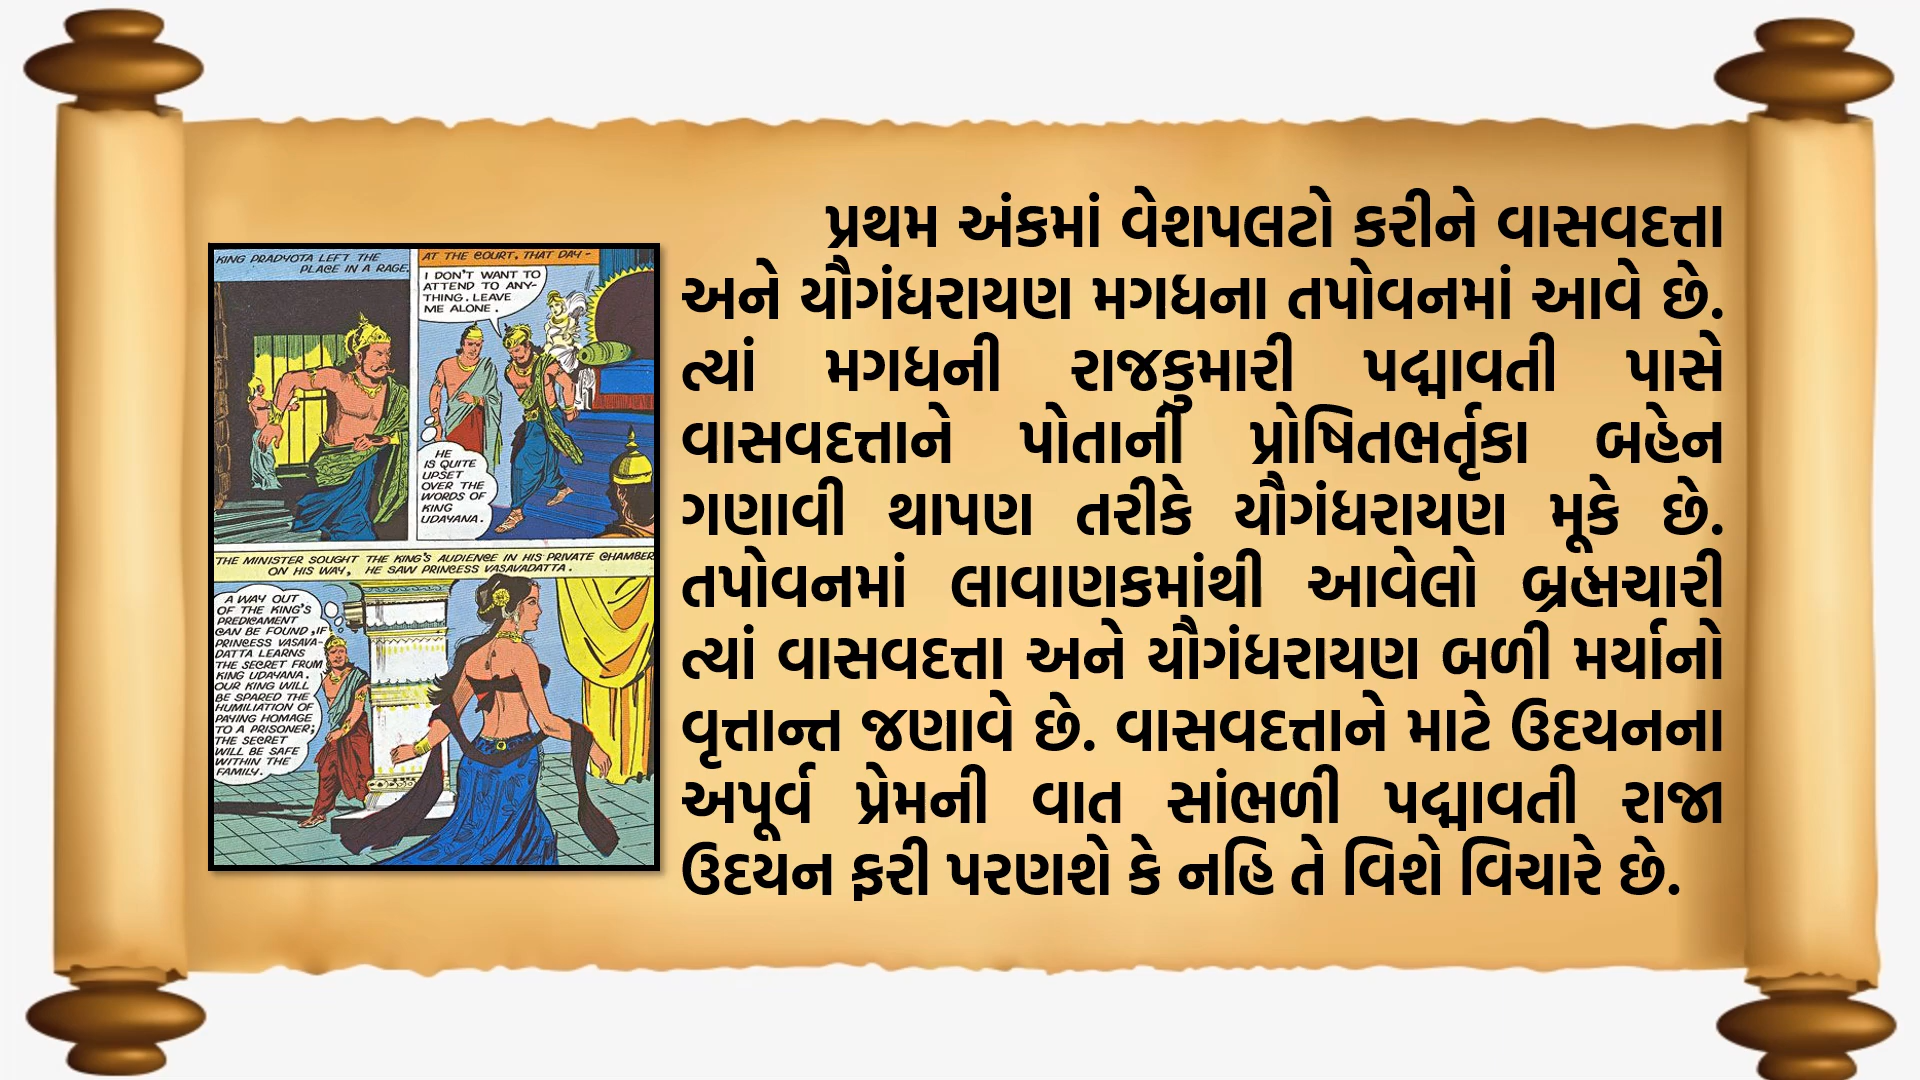 KING PRADYOTA LEFT THE
PLACE IN A RAGE.
AT THE COURT, THAT DAY -
I DON'T WANT TO
ATTEND TO ANY-
THING. LEAVE
ME ALONE.
HE
IS QUITE
UPSET
OVER THE
WORDS OF
KING
UDAYANA.
THE MINISTER SOUGHT THE KING'S AUDIENCE IN HIS PRIVATE CHAMBER
ON HIS WAY, HE SAW PRINCESS VASAVADATTA.
A WAY OUT
OF THE KING'S
PREDICAMENT
CAN BE FOUND, IF
PRINCESS VASAVA-
DATTA LEARNS
THE SECRET FROM
KING UDAYANA.
OUR KING WILL
BE SPARED THE
HUMILIATION OF
PAYING HOMAGE
TO A PRISONER;
THE SECRET
WILL BE SAFE
WITHIN THE
FAMILY.
પ્રથમ અંકમાં વેશપલટો કરીને વાસવદત્તા
અને યૌગંધરાયણ મગધના તપોવનમાં આવે છે.
ત્યાં મગધની રાજકુમારી પદ્માવતી પાસે
વાસવદત્તાને પોતાની પ્રોષિતભર્તૃકા બહેન
ગણાવી થાપણ તરીકે યૌગંધરાયણ મૂકે છે.
તપોવનમાં લાવાણકમાંથી આવેલો બ્રહ્મચારી
ત્યાં વાસવદત્તા અને યૌગંધરાયણ બળી મર્યાનો
વૃત્તાન્ત જણાવે છે. વાસવદત્તાને માટે ઉદયનના
અપૂર્વ પ્રેમની વાત સાંભળી પદ્માવતી રાજા
ઉદયન ફરી પરણશે કે નહિ તે વિશે વિચારે છે.